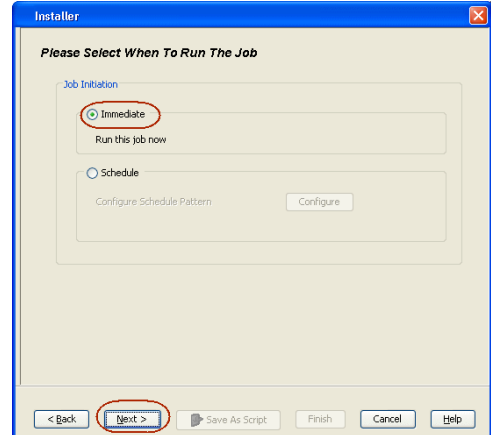 Installer
Please Select When To Run The Job
Job Initiation
Immediate
Run this job now
Schedule
Configure Schedule Pattern Configure
< Back Next > Save As Script Finish Cancel Help